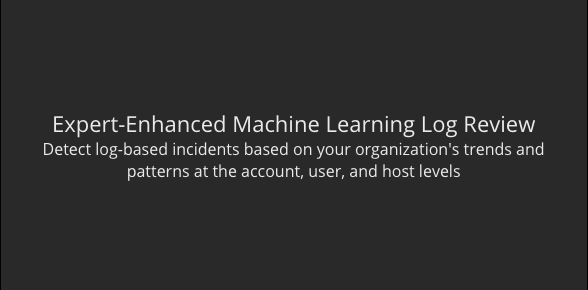 Expert-Enhanced Machine Learning Log Review
Detect log-based incidents based on your organization's trends and
patterns at the account, user, and host levels